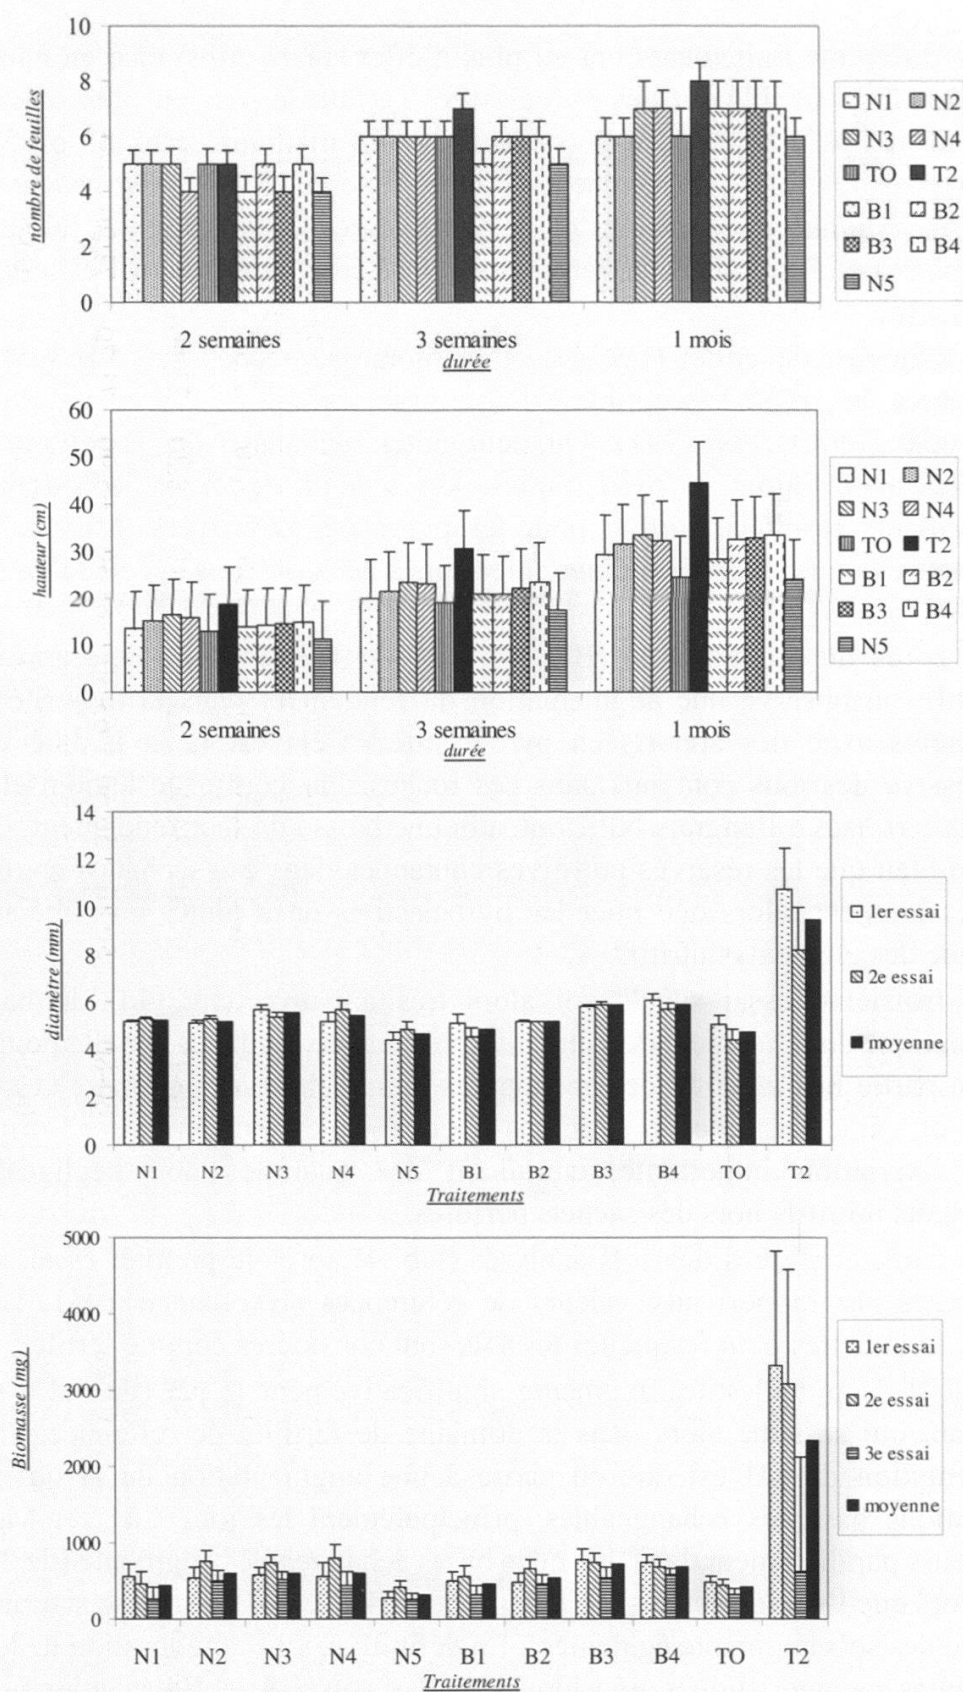 10
8
6
4
2
0
nombre de feuilles
2 semaines
3 semaines
1 mois
durée
N1 N2
N3 N4
TO T2
B1 B2
B3 B4
N5
60
50
40
30
20
10
0
hauteur (cm)
2 semaines
3 semaines
1 mois
durée
N1 N2
N3 N4
TO T2
B1 B2
B3 B4
N5
14
12
10
8
6
4
2
0
diamètre (mm)
N1 N2 N3 N4 N5 B1 B2 B3 B4 TO T2
Traitements
1er essai
2e essai
moyenne
5000
4000
3000
2000
1000
0
Biomasse (mg)
N1 N2 N3 N4 N5 B1 B2 B3 B4 TO T2
Traitements
1er essai
2e essai
3e essai
moyenne